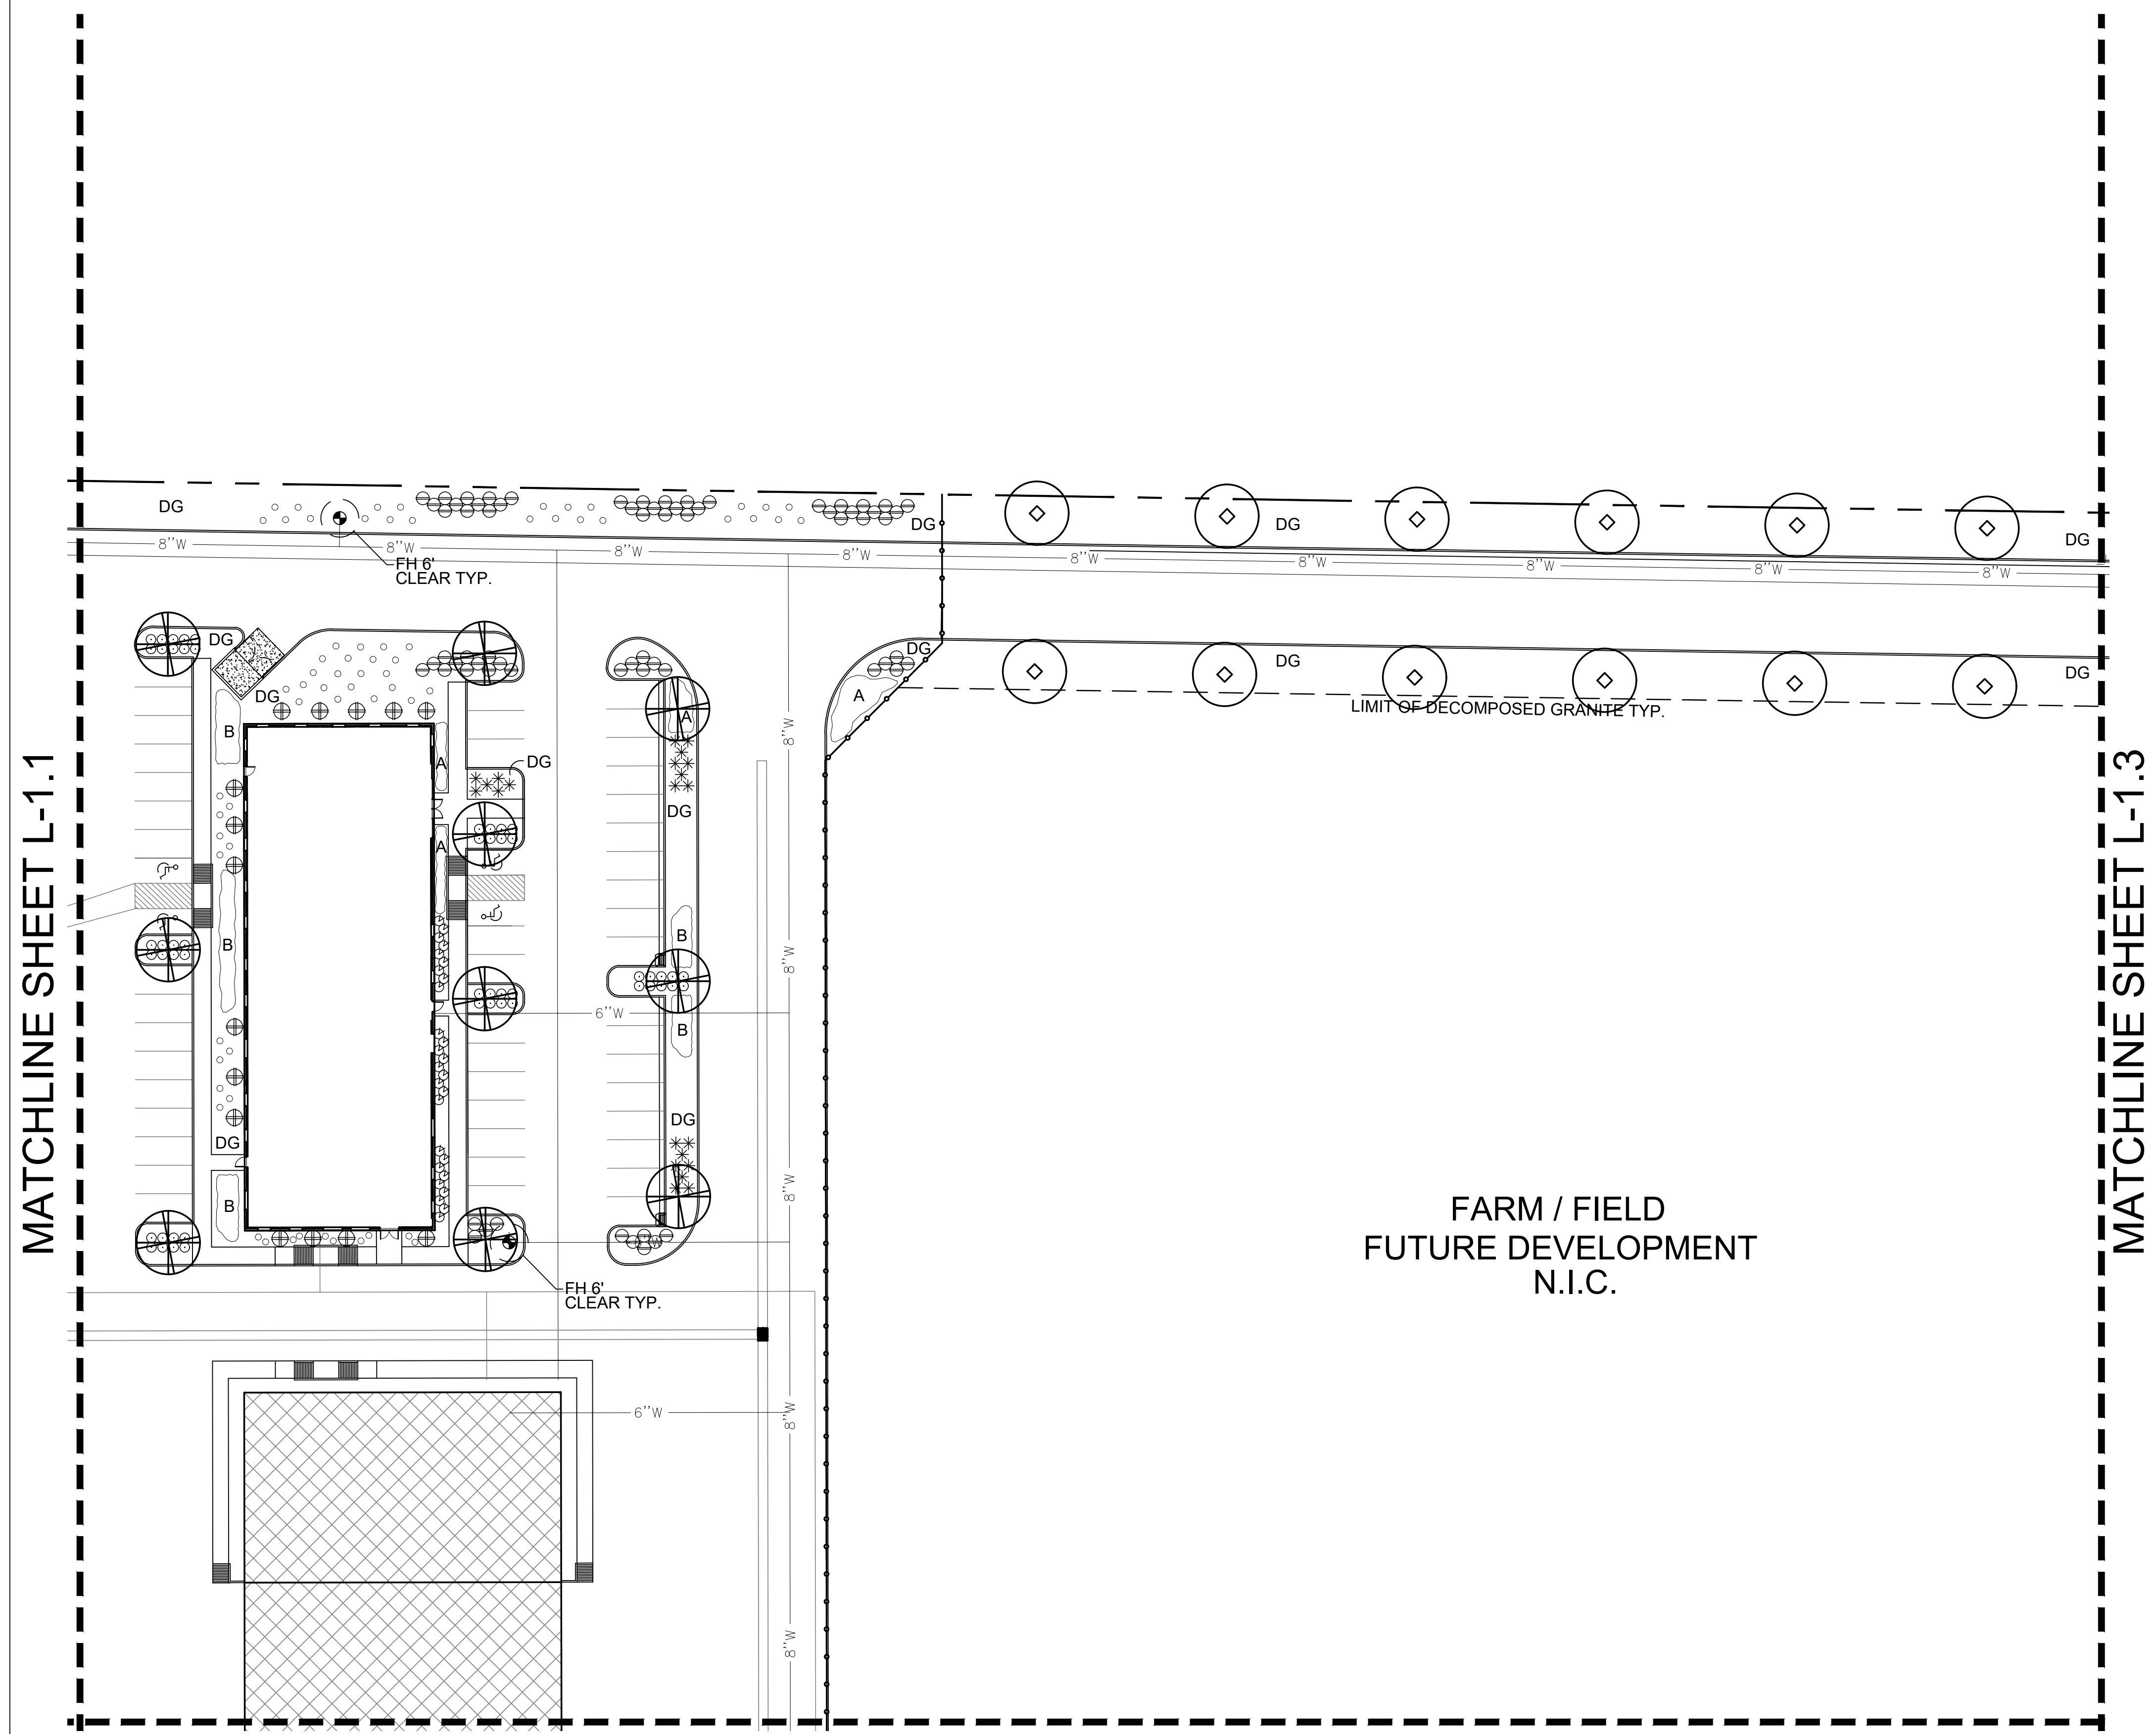 MATCHLINE SHEET L-1.1
MATCHLINE SHEET L-1.3
DG
DG
DG
DG
8"W
8"W
8"W
8"W
8"W
8"W
8"W
8"W
8"W
FH 6'
CLEAR TYP.
DG
DG
DG
DG
DG
A
LIMIT OF DECOMPOSED GRANITE TYP.
B
A
8"W
A
DG
DG
A
B
B
8"W
6"W
B
DG
DG
B
8"W
FH 6'
CLEAR TYP.
FARM / FIELD
FUTURE DEVELOPMENT
N.I.C.
6"W
8"W
8"W